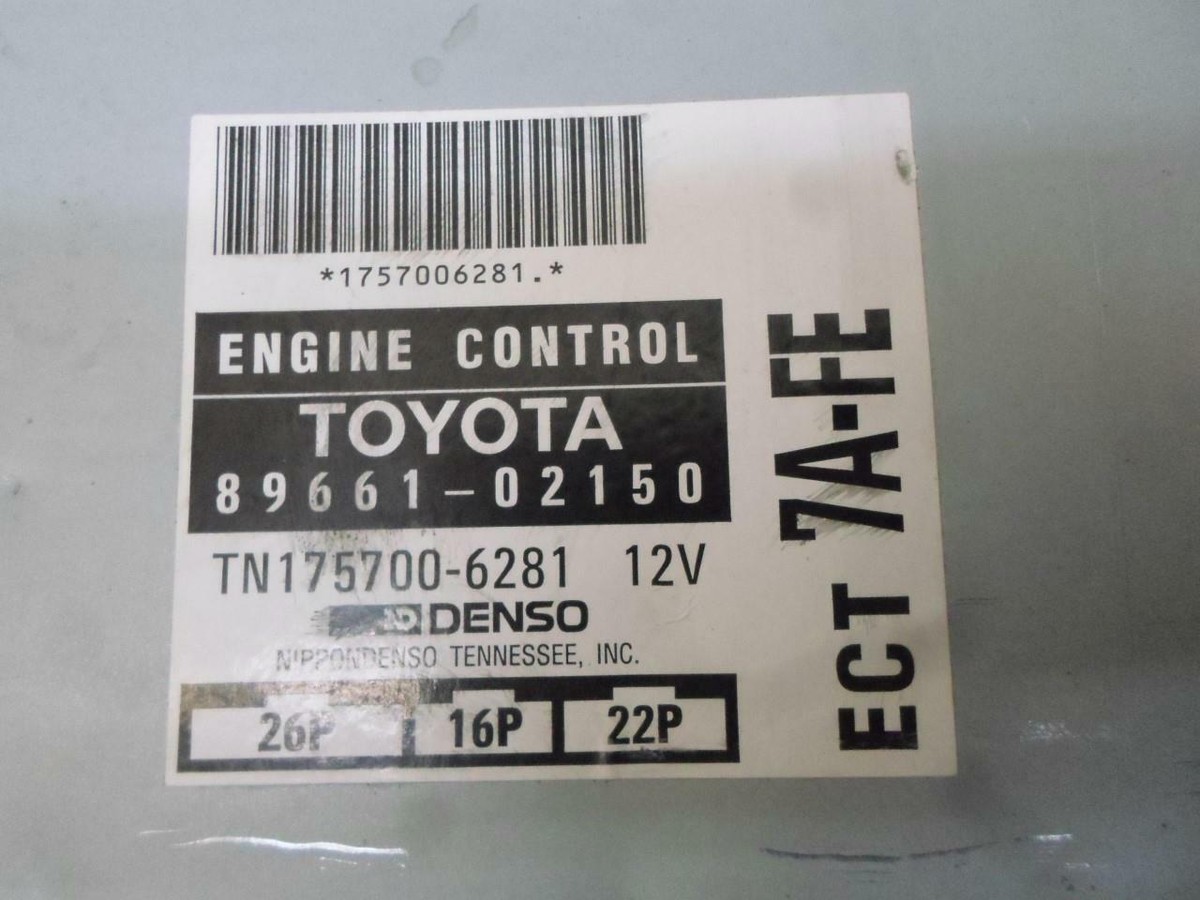 *1757006281.*
ENGINE CONTROL
TOYOTA
89661-02150
TN175700-6281 12V
DENSO
NIPPONDENSO TENNESSEE, INC.
26P 16P 22P
ECT 7A-FE